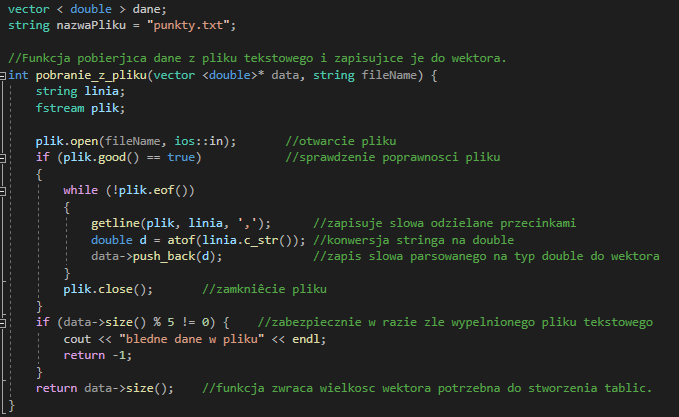 vector < double > dane;
string nazwaPliku = "punkty.txt";
//Funkcja pobierjıca dane z pliku tekstowego i zapisujıce je do wektora.
int pobranie_z_pliku(vector <double>* data, string fileName) {
string linia;
fstream plik;
plik.open(fileName, ios::in); //otwarcie pliku
if (plik.good() == true) //sprawdzenie poprawnosci pliku
{
while (!plik.eof())
{
getline(plik, linia, ','); //zapisuje slowa odzielane przecinkami
double d = atof(linia.c_str()); //konwersja stringa na double
data->push_back(d); //zapis slowa parsowanego na typ double do wektora
}
plik.close(); //zamkniêcie pliku
}
if (data->size() % 5 != 0) { //zabezpiecznie w razie zle wypelnionego pliku tekstowego
cout << "bledne dane w pliku" << endl;
return -1;
}
return data->size(); //funkcja zwraca wielkosc wektora potrzebna do stworzenia tablic.
}